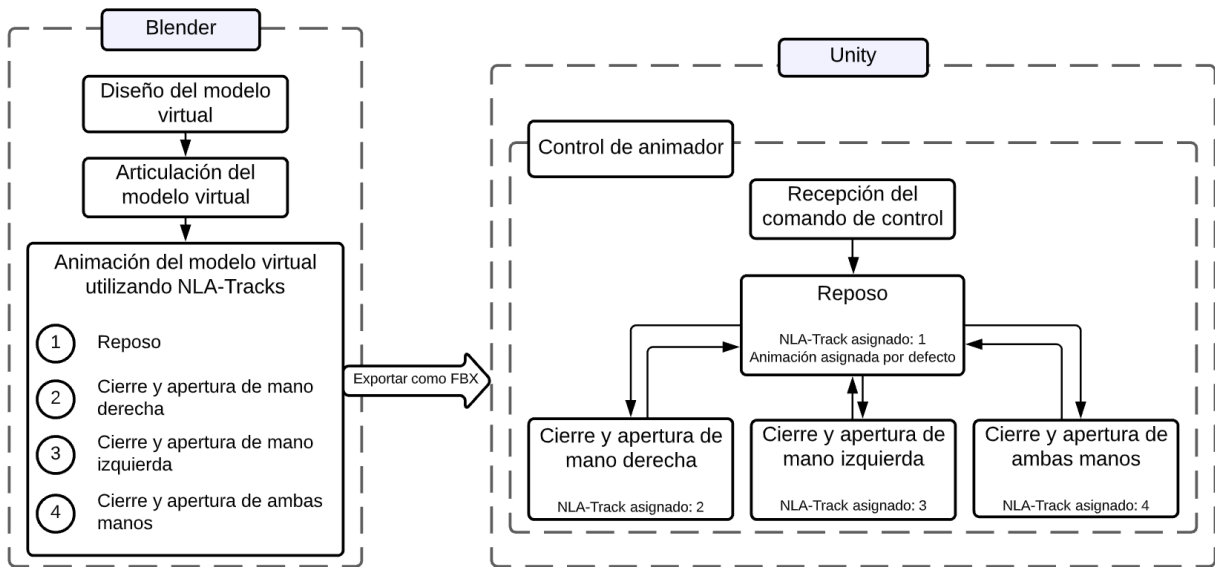 Blender
Diseño del modelo
virtual
Articulación del
modelo virtual
Animación del modelo virtual
utilizando NLA-Tracks
1 Reposo
2 Cierre y apertura de mano
derecha
3 Cierre y apertura de mano
izquierda
4 Cierre y apertura de ambas
manos
Exportar como FBX
Unity
Control de animador
Recepción del
comando de control
Reposo
NLA-Track asignado: 1
Animación asignada por defecto
Cierre y apertura de
mano derecha
NLA-Track asignado: 2
Cierre y apertura de
mano izquierda
NLA-Track asignado: 3
Cierre y apertura de
ambas manos
NLA-Track asignado: 4